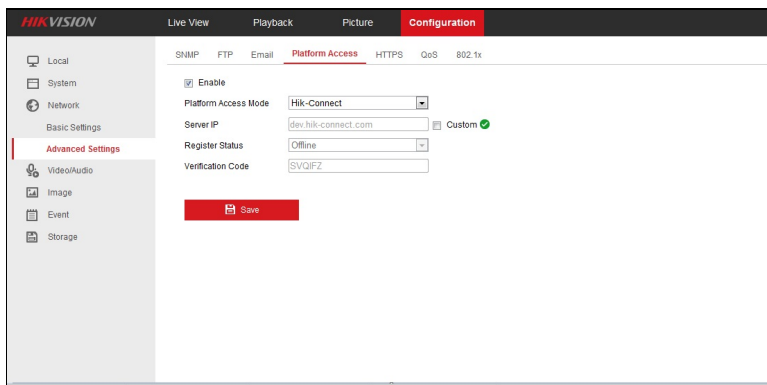 HIKVISION
Live View Playback Picture Configuration
Local
System
Network
Basic Settings
Advanced Settings
Video/Audio
Image
Event
Storage
SNMP FTP Email Platform Access HTTPS QoS 802.1x
Enable
Platform Access Mode Hik-Connect
Server IP dev.hik-connect.com Custom
Register Status Offline
Verification Code SVQIFZ
Save